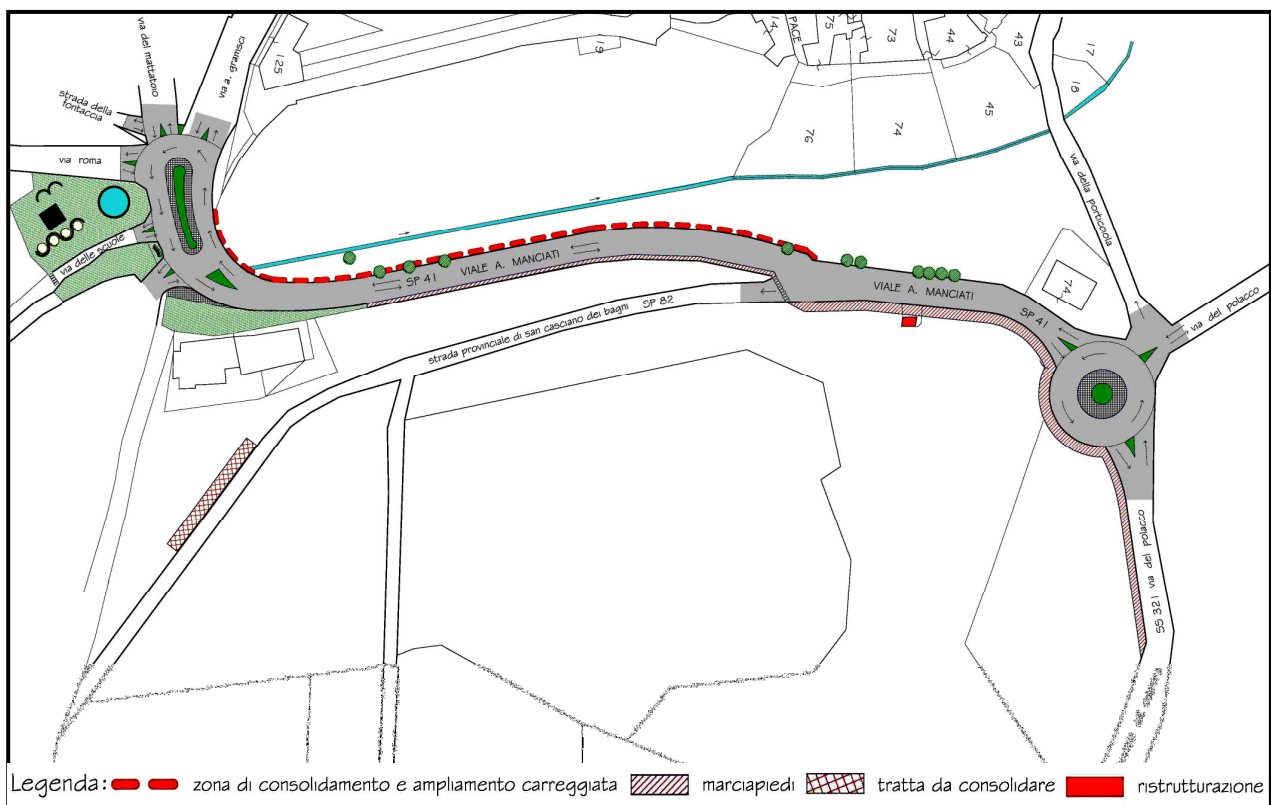 via del mattatoio
via a. gramsci
125
19
14
PACE
75
73
44
43
17
18
strada della
fontaccia
via roma
76
74
45
via della porticcola
via delle scuole
SP 41
VIALE A. MANCIATI
VIALE A. MANCIATI
SP 41
74
via del polacco
strada provinciale di san casciano dei bagni SP 82
SS 321 via del polacco
Legenda: zona di consolidamento e ampliamento carreggiata marciapiedi tratta da consolidare ristrutturazione